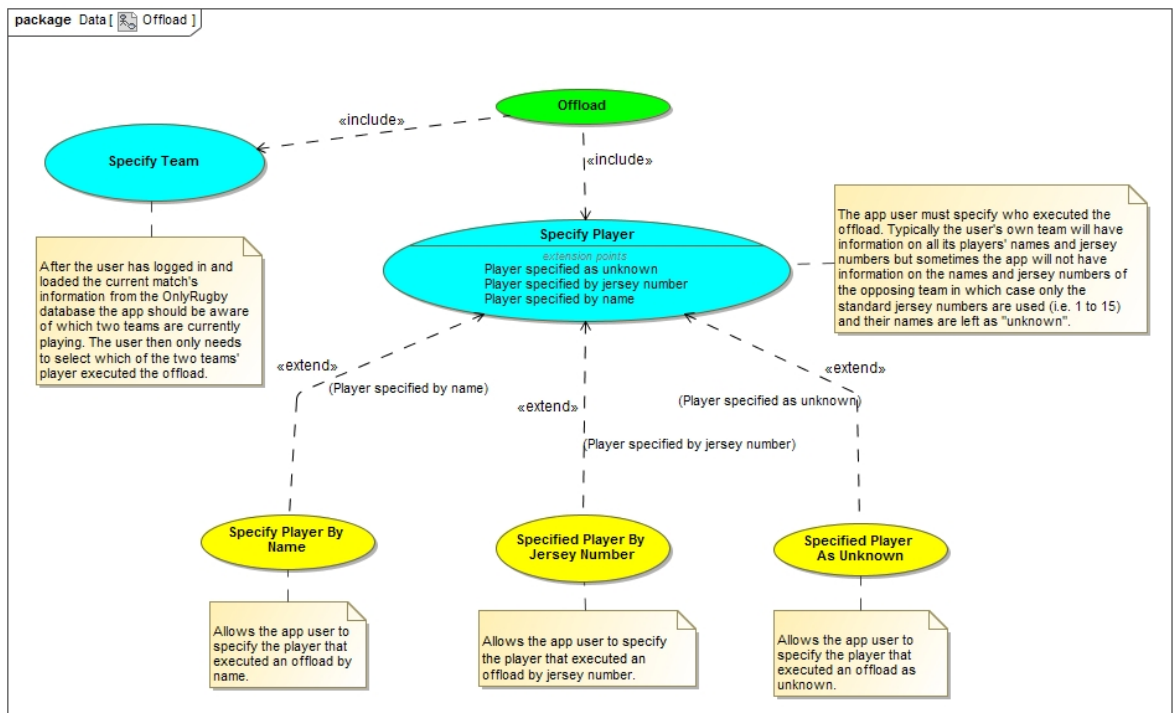 package Data [ Offload ]
Offload
«include»
Specify Team
«include»
After the user has logged in and
loaded the current match's
information from the OnlyRugby
database the app should be aware
of which two teams are currently
playing. The user then only needs
to select which of the two teams'
player executed the offload.
Specify Player
extension points
Player specified as unknown
Player specified by jersey number
Player specified by name
The app user must specify who executed the
offload. Typically the user's own team will have
information on all its players' names and jersey
numbers but sometimes the app will not have
information on the names and jersey numbers of
the opposing team in which case only the
standard jersey numbers are used (i.e. 1 to 15)
and their names are left as "unknown".
«extend»
(Player specified by name)
«extend»
(Player specified by jersey number)
«extend»
(Player specified as unknown)
Specify Player By
Name
Specified Player By
Jersey Number
Specified Player
As Unknown
Allows the app user to
specify the player that
executed an offload by
name.
Allows the app user to specify
the player that executed an
offload by jersey number.
Allows the app user to
specify the player that
executed an offload as
unknown.